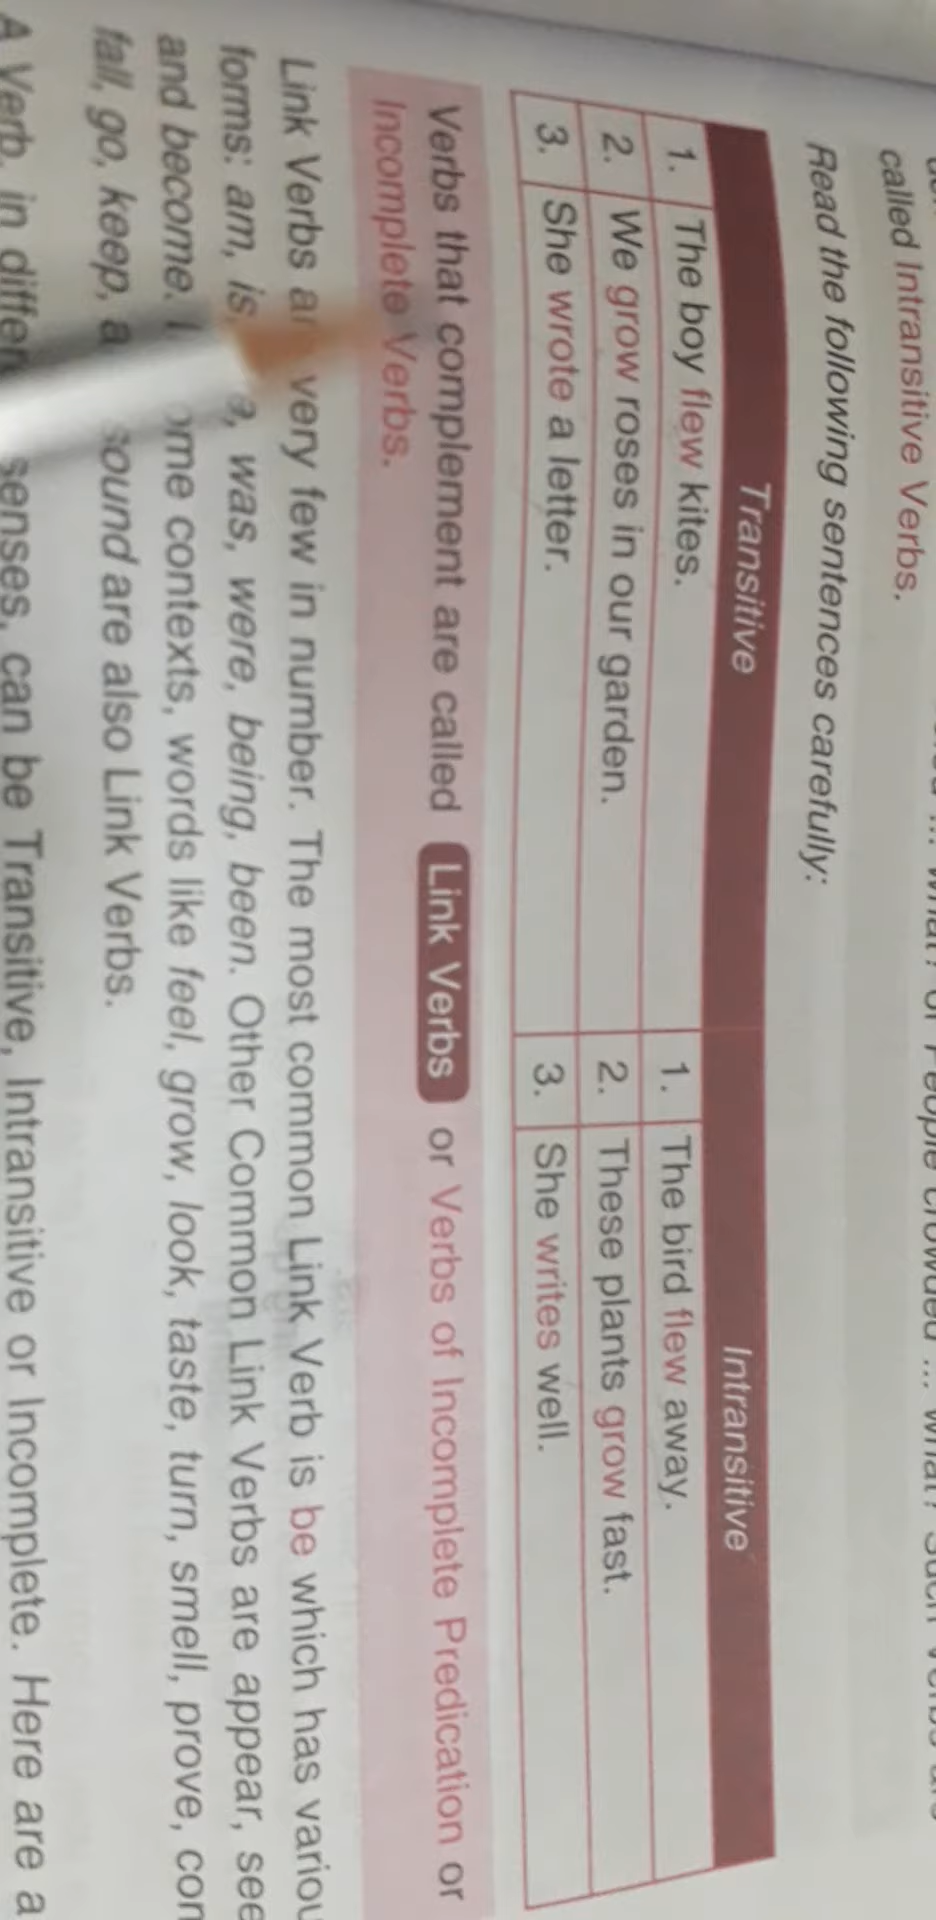 called Intransitive Verbs.
Read the following sentences carefully:
Transitive Intransitive
1. The boy flew kites. 1. The bird flew away.
2. We grow roses in our garden. 2. These plants grow fast.
3. She wrote a letter. 3. She writes well.
Verbs that complement are called Link Verbs or Verbs of Incomplete Predication or
Incomplete Verbs.
Link Verbs very few in number. The most common Link Verb is be which has
forms: am, is, was, were, being, been. Other Common Link Verbs are appear,
and become. contexts, words like feel, grow, look, taste, turn, smell, prove,
fall, go, keep, sound are also Link Verbs.
A Verb, in senses, can be Transitive, Intransitive or Incomplete. Here are a